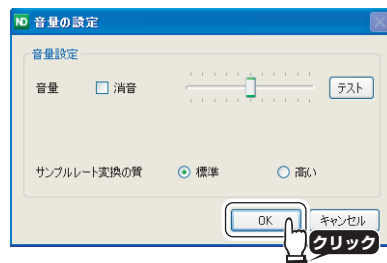 ND 音量の設定
音量設定
音量 消音 テスト
サンプルレート変換の質 標準 高い
OK キャンセル
クリック